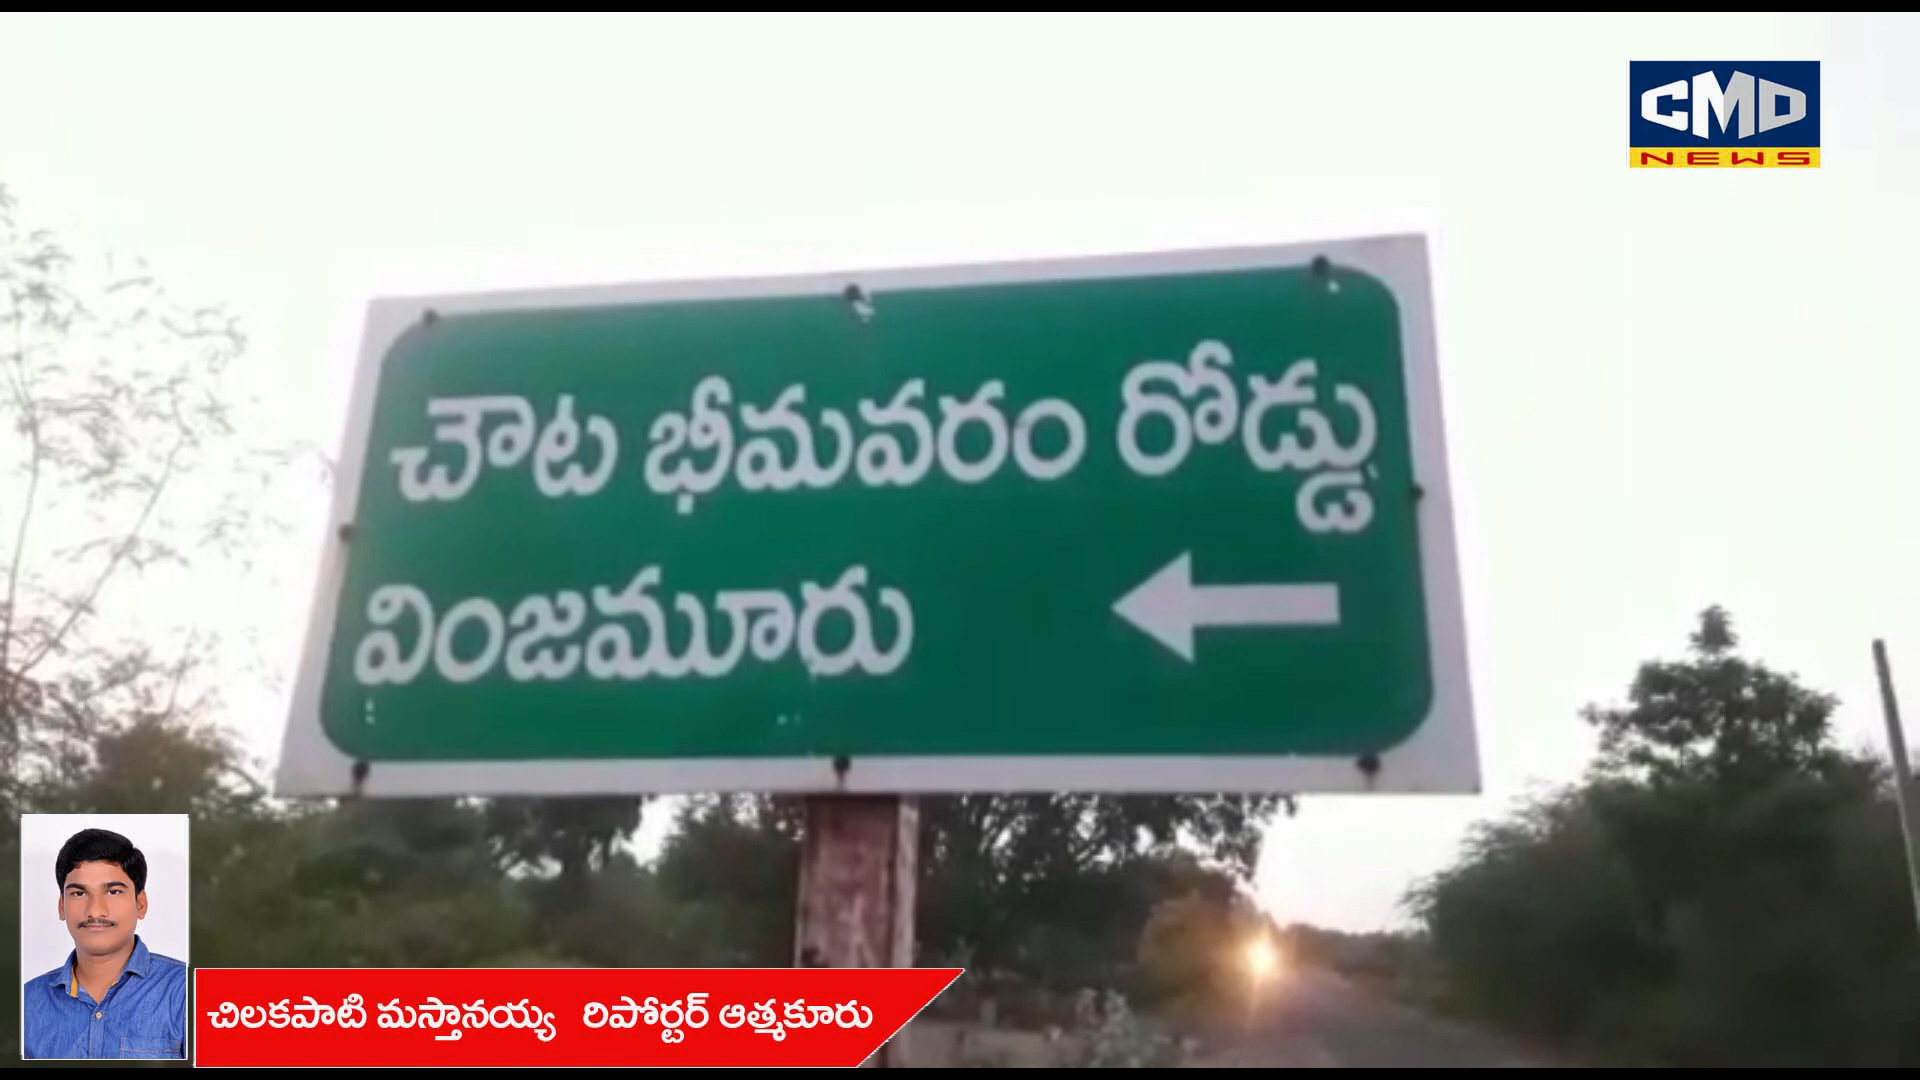 CMD
NEWS
చౌట భీమవరం రోడ్డు
వింజమూరు
చిలకపాటి మస్తానయ్య రిపోర్టర్ ఆత్మకూరు